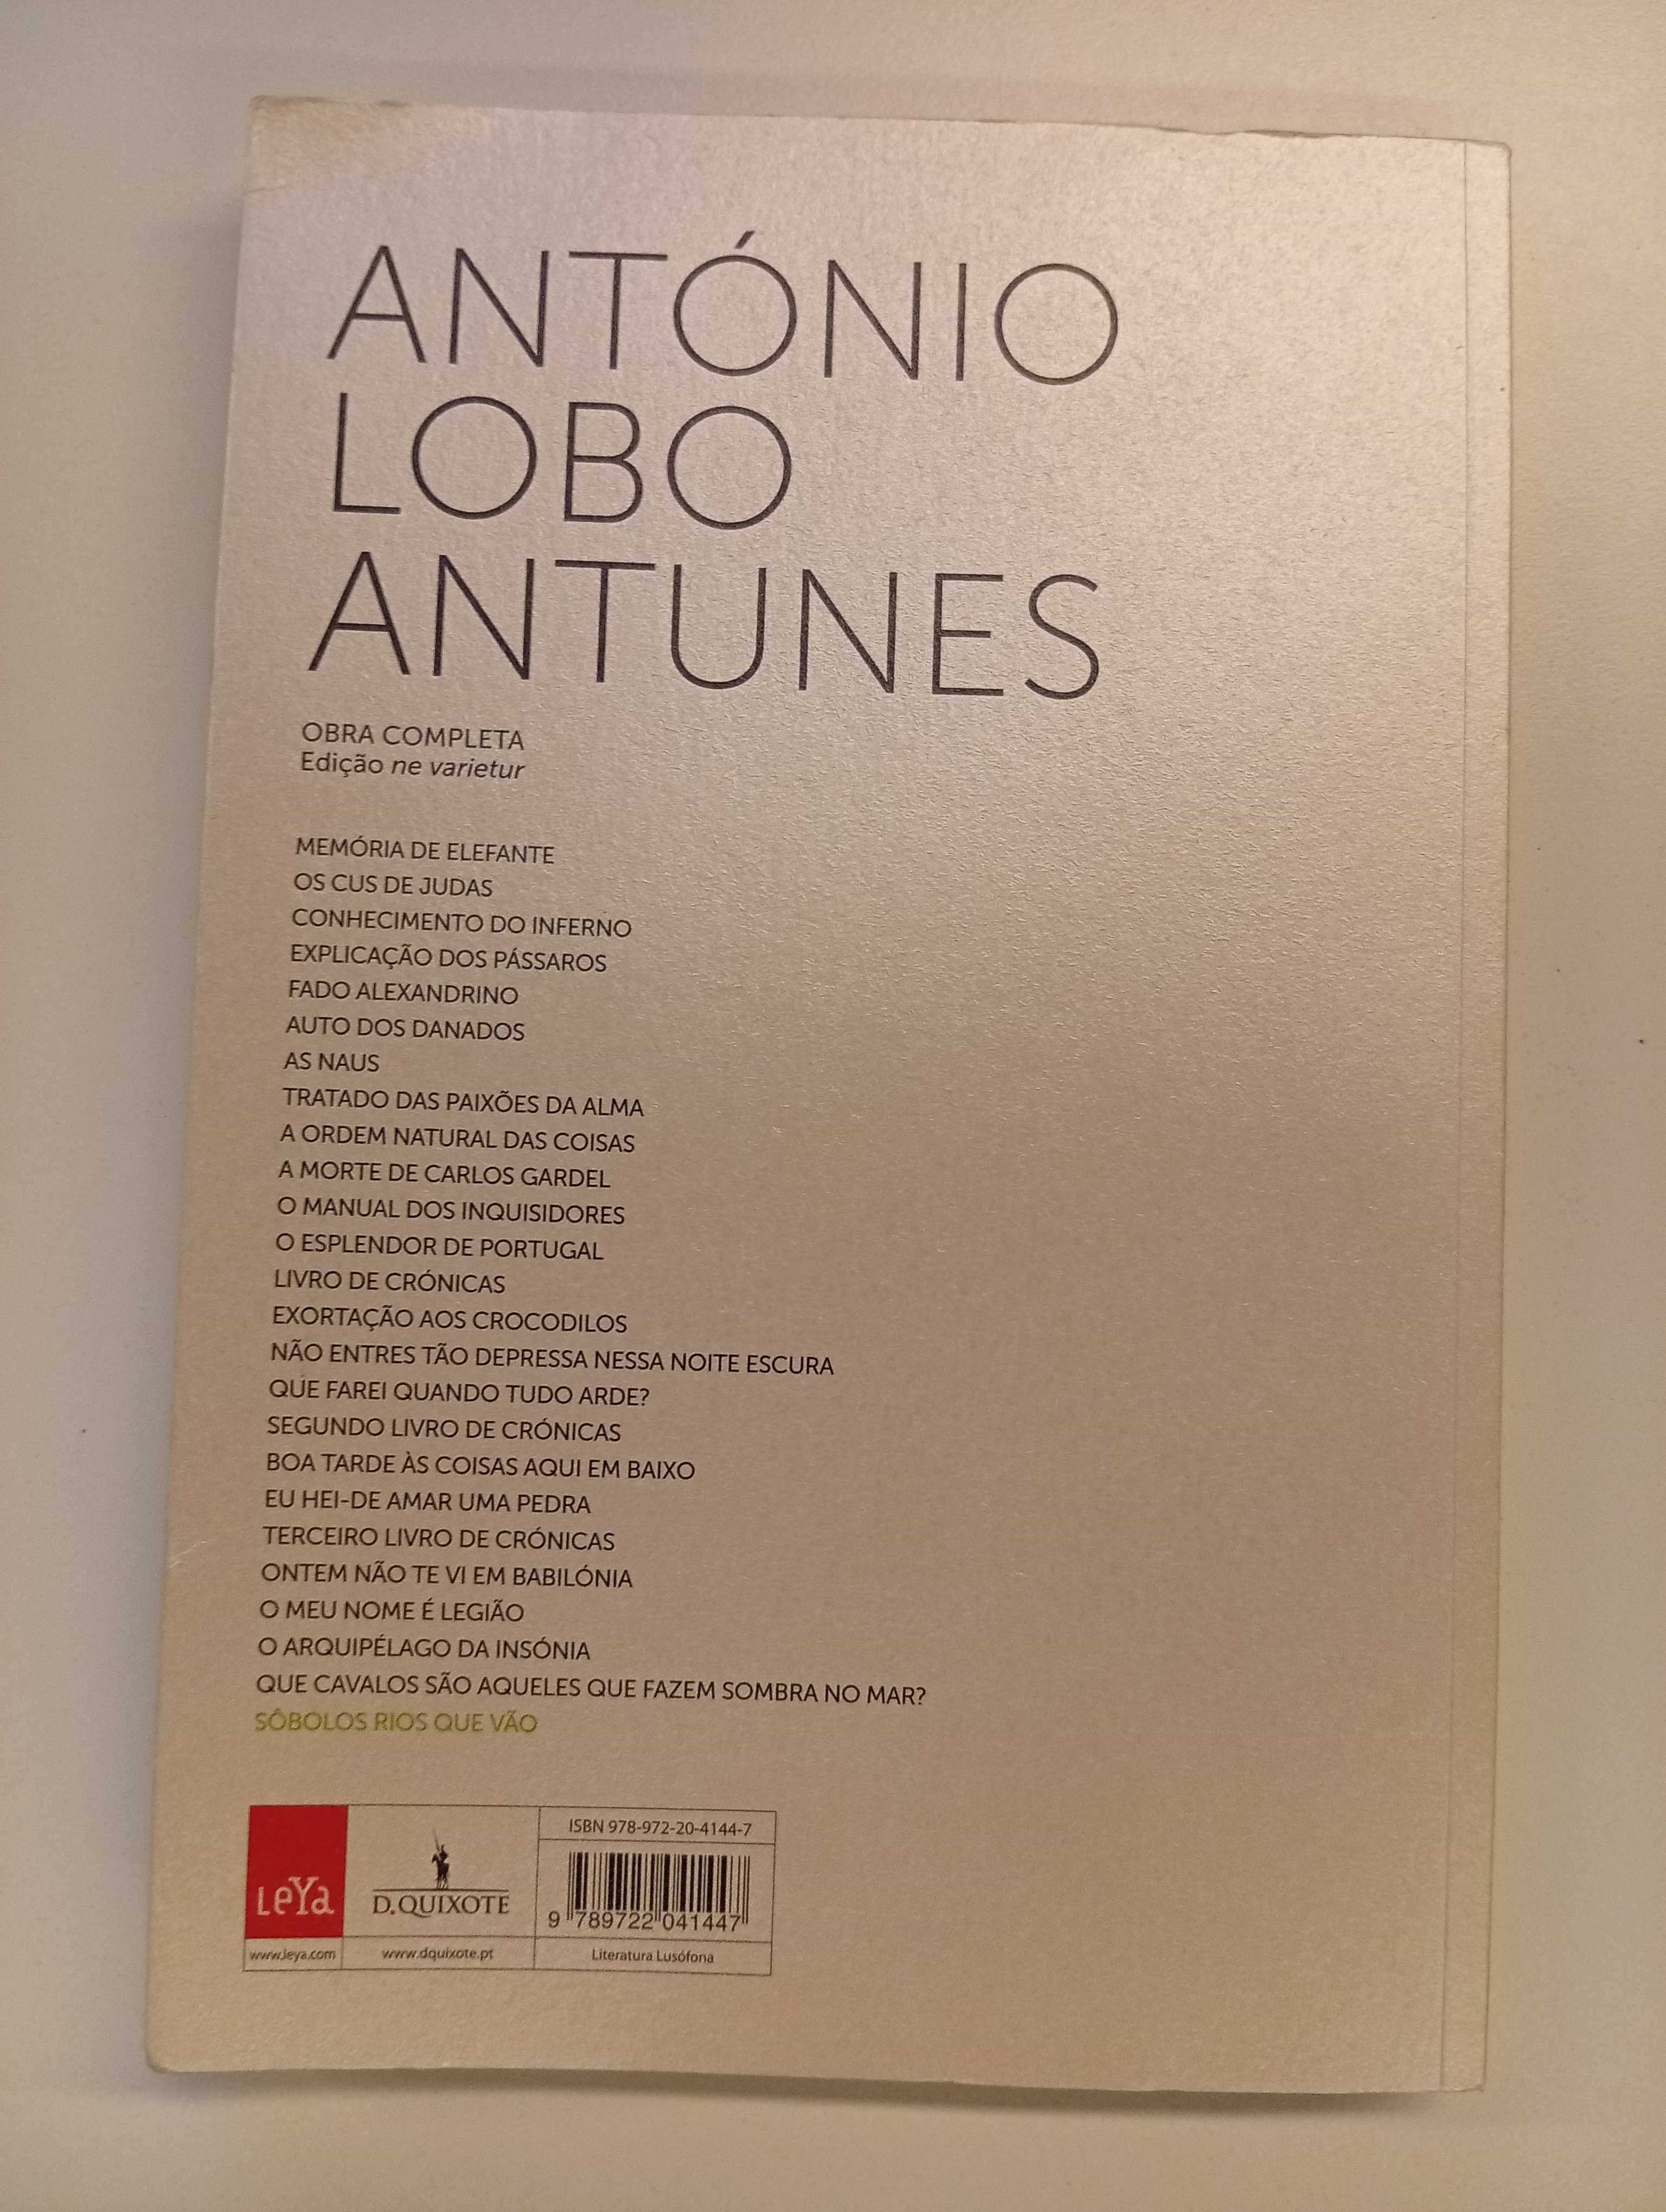 ANTÓNIO
LOBO
ANTUNES
OBRA COMPLETA
Edição ne varietur
MEMÓRIA DE ELEFANTE
OS CUS DE JUDAS
CONHECIMENTO DO INFERNO
EXPLICAÇÃO DOS PÁSSAROS
FADO ALEXANDRINO
AUTO DOS DANADOS
AS NAUS
TRATADO DAS PAIXÕES DA ALMA
A ORDEM NATURAL DAS COISAS
A MORTE DE CARLOS GARDEL
O MANUAL DOS INQUISIDORES
O ESPLENDOR DE PORTUGAL
LIVRO DE CRÓNICAS
EXORTAÇÃO AOS CROCODILOS
NÃO ENTRES TÃO DEPRESSA NESSA NOITE ESCURA
QUE FAREI QUANDO TUDO ARDE?
SEGUNDO LIVRO DE CRÓNICAS
BOA TARDE ÀS COISAS AQUI EM BAIXO
EU HEI-DE AMAR UMA PEDRA
TERCEIRO LIVRO DE CRÓNICAS
ONTEM NÃO TE VI EM BABILÓNIA
O MEU NOME É LEGIÃO
O ARQUIPÉLAGO DA INSÓNIA
QUE CAVALOS SÃO AQUELES QUE FAZEM SOMBRA NO MAR?
SÔBOLOS RIOS QUE VÃO
LeYa
www.leya.com
D.QUIXOTE
www.dquixote.pt
ISBN 978-972-20-4144-7
9 789722 041447
Literatura Lusófona